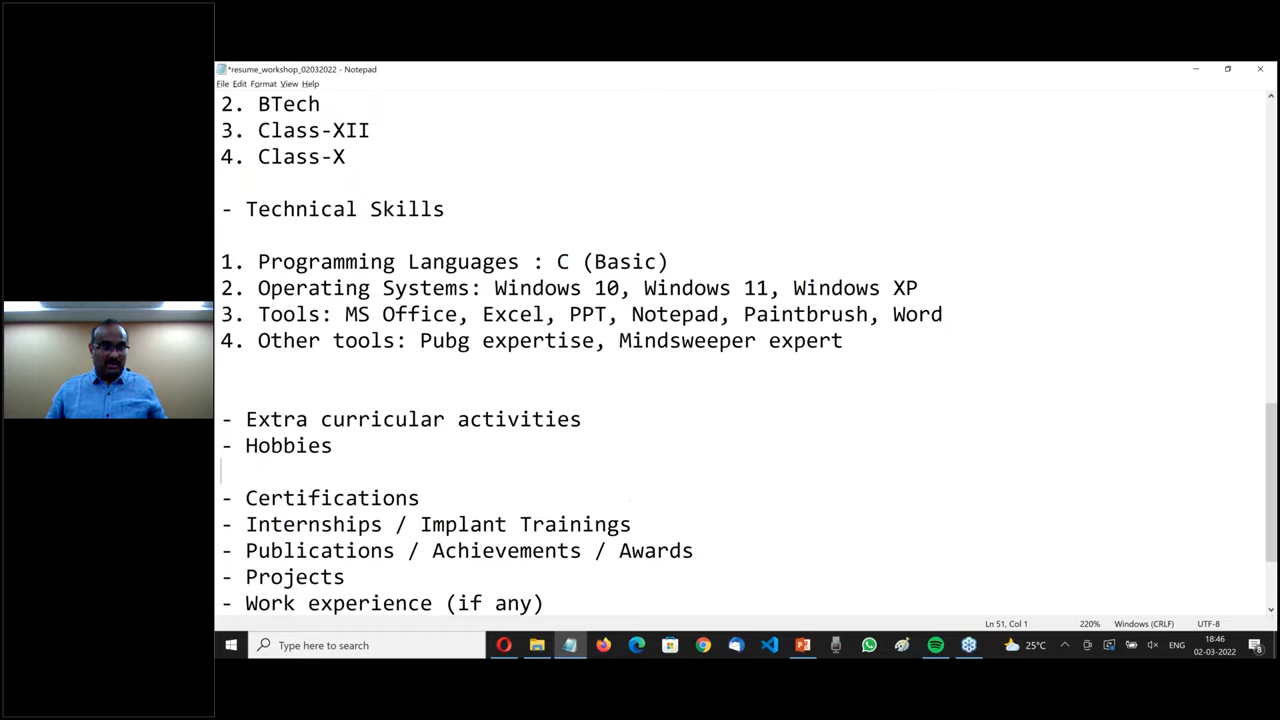 *resume_workshop_02032022 - Notepad
File Edit Format View Help
2. BTech
3. Class-XII
4. Class-X
- Technical Skills
1. Programming Languages : C (Basic)
2. Operating Systems: Windows 10, Windows 11, Windows XP
3. Tools: MS Office, Excel, PPT, Notepad, Paintbrush, Word
4. Other tools: Pubg expertise, Mindsweeper expert
- Extra curricular activities
- Hobbies
- Certifications
- Internships / Implant Trainings
- Publications / Achievements / Awards
- Projects
- Work experience (if any)
Ln 51, Col 1 220% Windows (CRLF) UTF-8
Type here to search 25°C ENG 18:46
02-03-2022 8